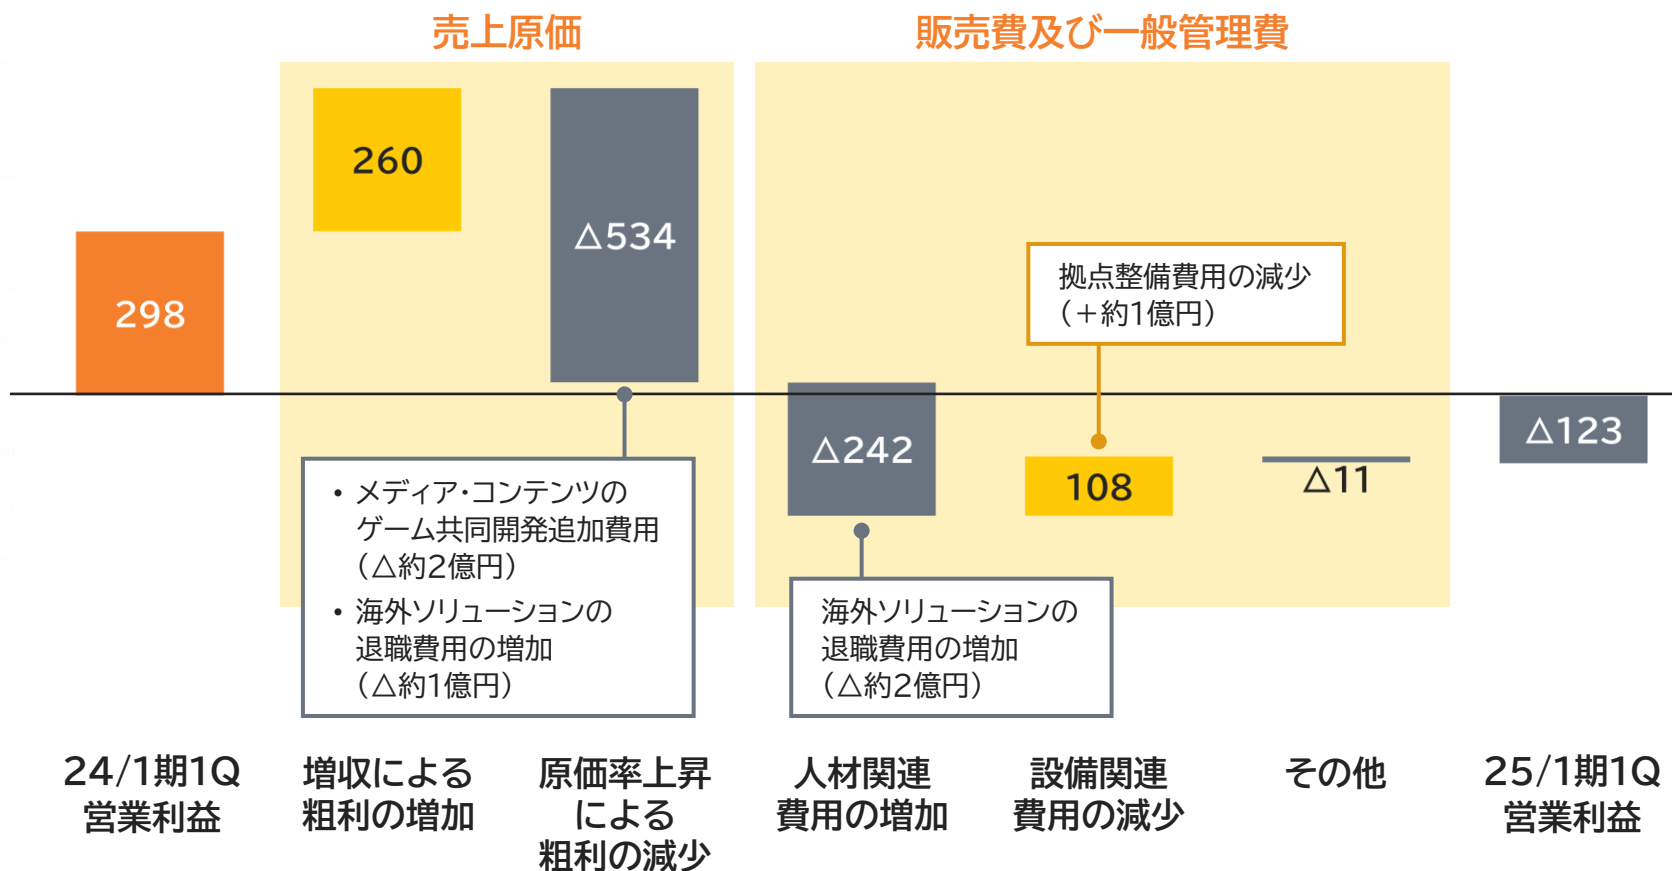 売上原価
販売費及び一般管理費
260
△534
298
拠点整備費用の減少
（＋約1億円）
△242
108
△11
△123
• メディア・コンテンツの
ゲーム共同開発追加費用
（△約2億円）
• 海外ソリューションの
退職費用の増加
（△約1億円）
海外ソリューションの
退職費用の増加
（△約2億円）
24/1期1Q
営業利益
増収による
粗利の増加
原価率上昇
による
粗利の減少
人材関連
費用の増加
設備関連
費用の減少
その他
25/1期1Q
営業利益